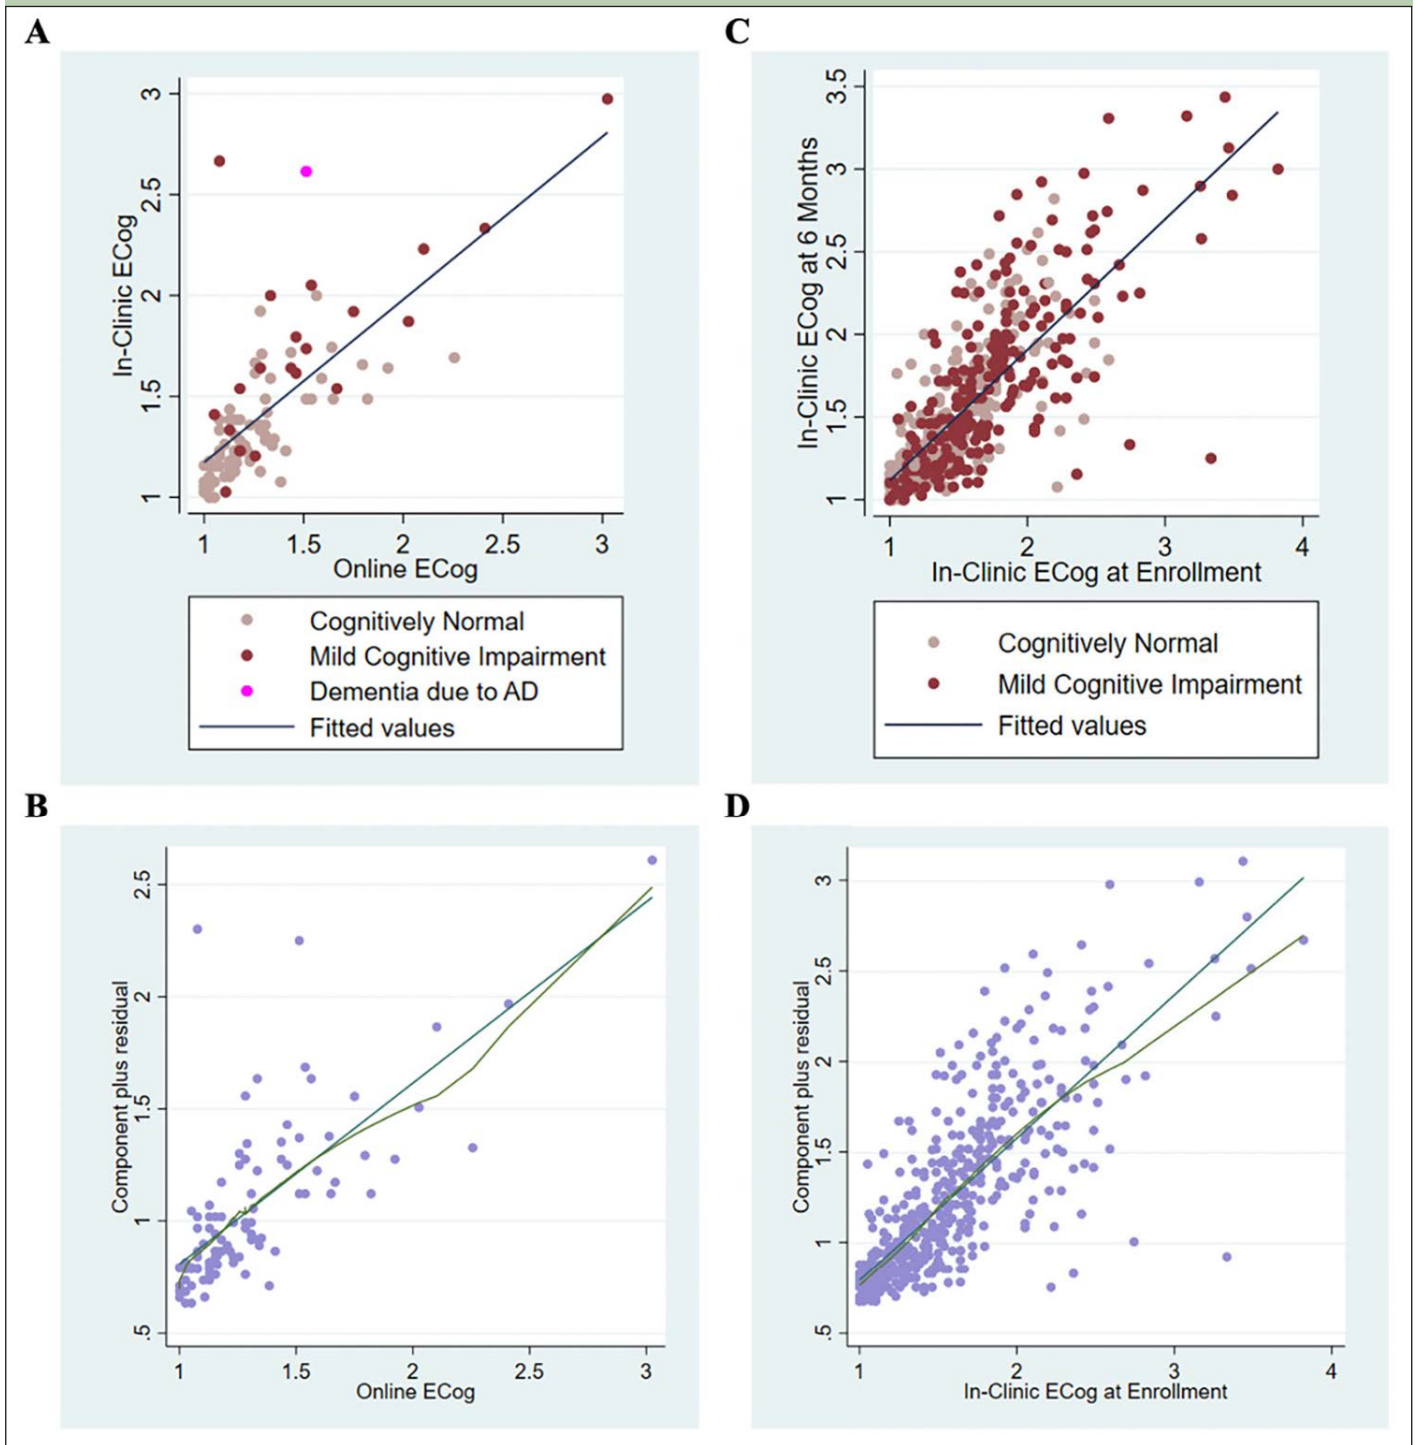 A
In-Clinic ECog
3
2.5
2
1.5
1
1 1.5 2 2.5 3
Online ECog
Cognitively Normal
Mild Cognitive Impairment
Dementia due to AD
Fitted values
C
In-Clinic ECog at 6 Months
3.5
3
2.5
2
1.5
1
1 2 3 4
In-Clinic ECog at Enrollment
Cognitively Normal
Mild Cognitive Impairment
Fitted values
B
Component plus residual
2.5
2
1.5
1
.5
1 1.5 2 2.5 3
Online ECog
D
Component plus residual
3
2.5
2
1.5
1
.5
1 2 3 4
In-Clinic ECog at Enrollment